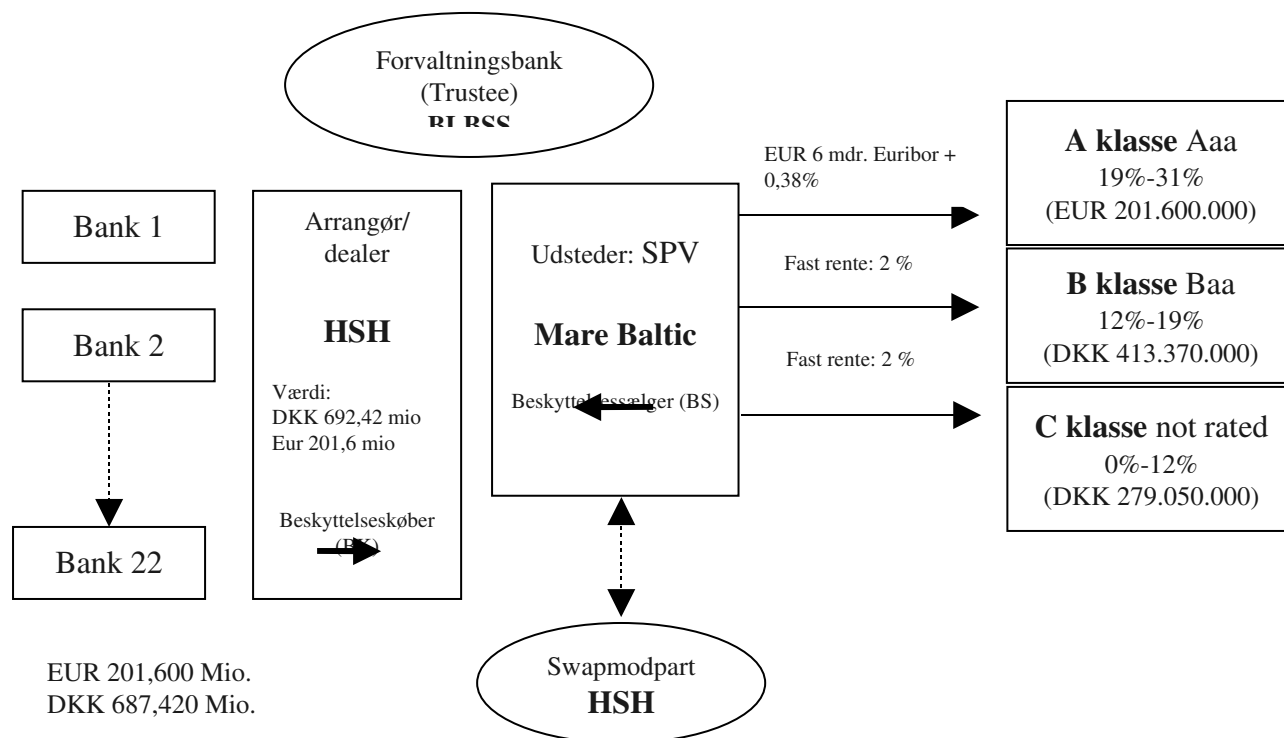 Forvaltningsbank
(Trustee)
Bank 1
Bank 2
Bank 22
EUR 201,600 Mio.
DKK 687,420 Mio.
Arrangør/
dealer
HSH
Værdi:
DKK 692,42 mio
Eur 201,6 mio
Beskyttelseskøber
(BK)
Udsteder: SPV
Mare Baltic
Beskyttelsessælger (BS)
Swapmodpart
HSH
EUR 6 mdr. Euribor +
0,38%
Fast rente: 2 %
Fast rente: 2 %
A klasse Aaa
19%-31%
(EUR 201.600.000)
B klasse Baa
12%-19%
(DKK 413.370.000)
C klasse not rated
0%-12%
(DKK 279.050.000)